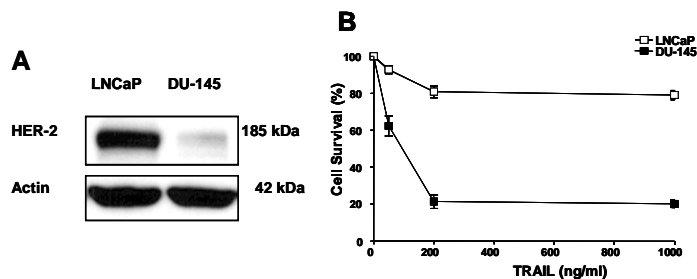 A
LNCaP DU-145
HER-2 185 kDa
Actin 42 kDa
B
LNCaP
DU-145
Cell Survival (%)
100
80
60
40
20
0
0 200 400 600 800 1000
TRAIL (ng/ml)